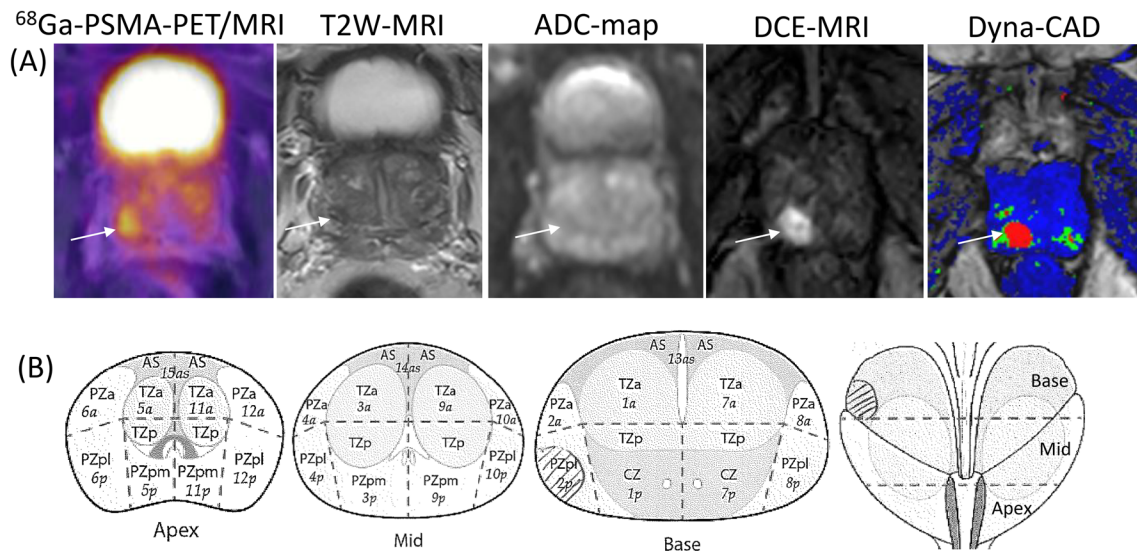 ⁶⁸Ga-PSMA-PET/MRI T2W-MRI ADC-map DCE-MRI Dyna-CAD
(A)
(B)
AS AS
15as
PZa
6a
TZa
5a
TZa
11a
PZa
12a
TZp TZp
PZpl
6p
PZpm
5p
PZpm
11p
PZpl
12p
Apex
AS AS
14as
PZa
4a
TZa
3a
TZa
9a
PZa
10a
TZp TZp
PZpl
4p
PZpm
3p
PZpm
9p
PZpl
10p
Mid
AS AS
13as
PZa
2a
TZa
1a
TZa
7a
PZa
8a
TZp TZp
PZpl
2p
CZ
1p
CZ
7p
PZpl
8p
Base
Base
Mid
Apex